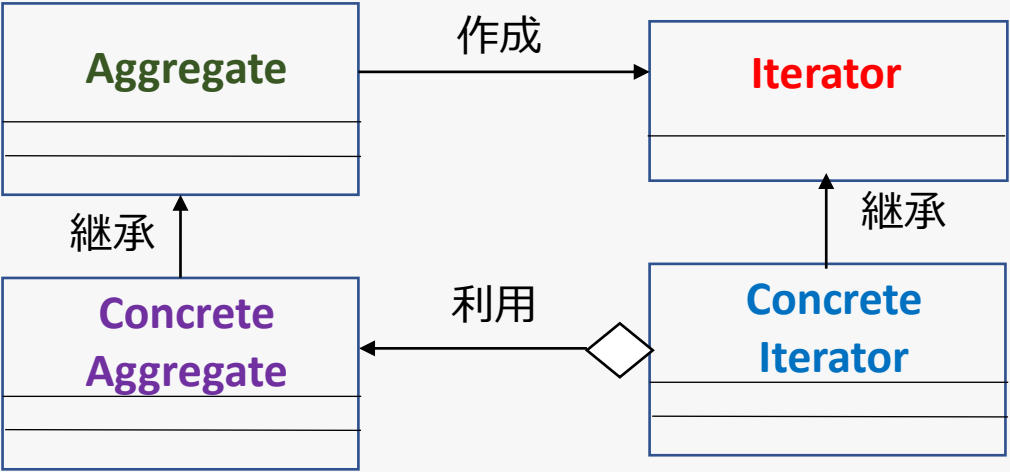 Aggregate
作成
Iterator
継承
継承
Concrete
Aggregate
利用
Concrete
Iterator